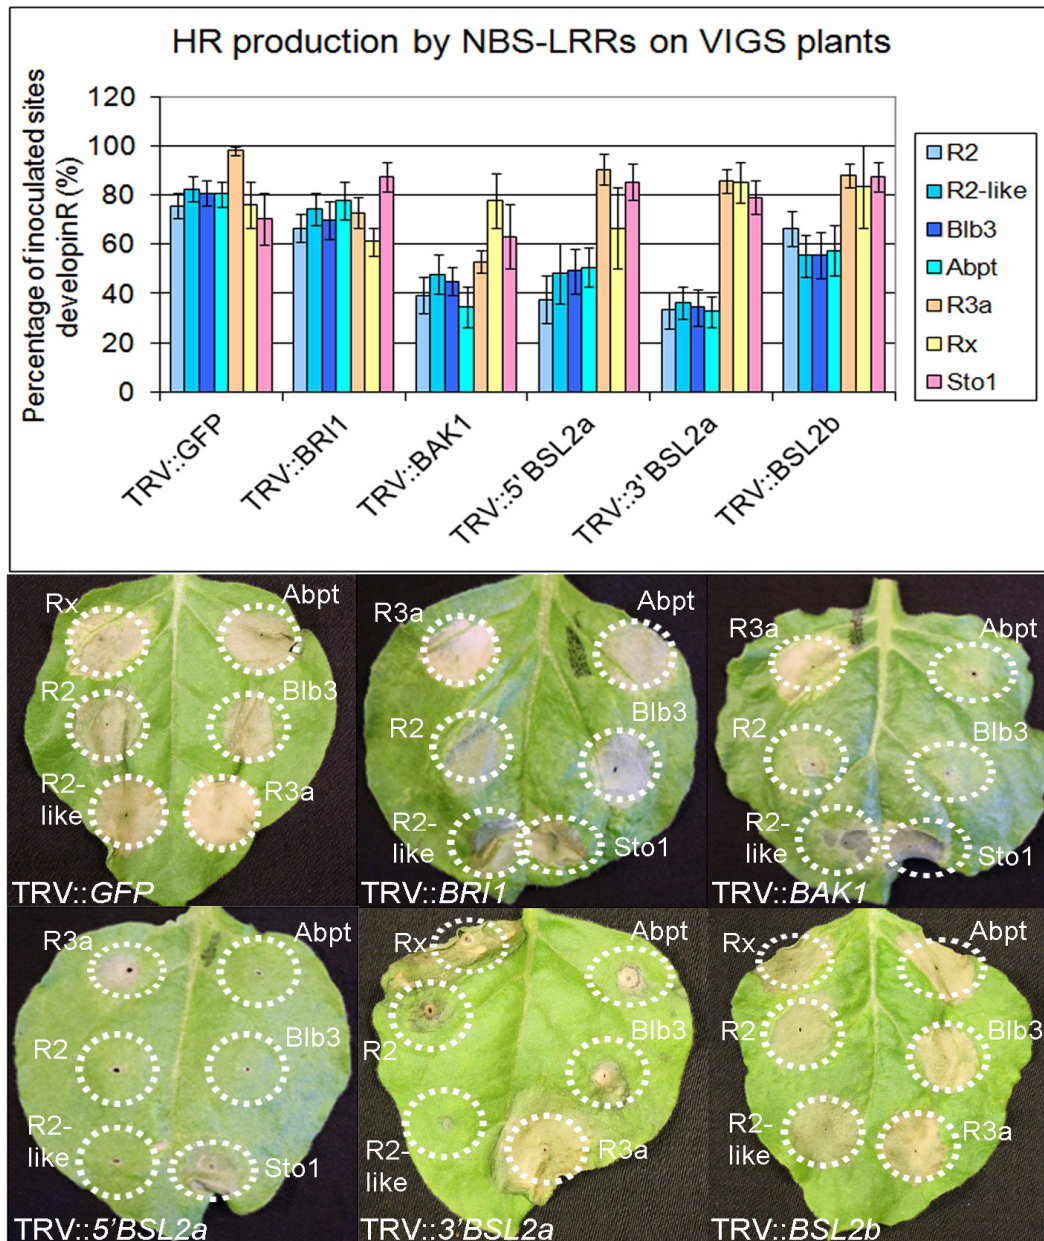 HR production by NBS-LRRs on VIGS plants
Percentage of inoculated sites
developinR (%)
120
100
80
60
40
20
0
TRV::GFP
TRV::BRI1
TRV::BAK1
TRV::5'BSL2a
TRV::3'BSL2a
TRV::BSL2b
R2
R2-like
Blb3
Abpt
R3a
Rx
Sto1
Rx
Abpt
R2
Blb3
R2-
like
R3a
TRV::GFP
R3a
Abpt
R2
Blb3
R2-
like
Sto1
TRV::BRI1
R3a
Abpt
R2
Blb3
R2-
like
Sto1
TRV::BAK1
R3a
Abpt
R2
Blb3
R2-
like
Sto1
TRV::5'BSL2a
Rx
Abpt
R2
Blb3
R2-
like
R3a
TRV::3'BSL2a
Rx
Abpt
R2
Blb3
R2-
like
R3a
TRV::BSL2b